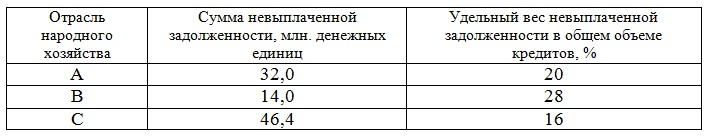 Отрасль народного хозяйства
Сумма невыплаченной задолженности, млн. денежных единиц
Удельный вес невыплаченной задолженности в общем объеме кредитов, %
А 32,0 20
В 14,0 28
С 46,4 16